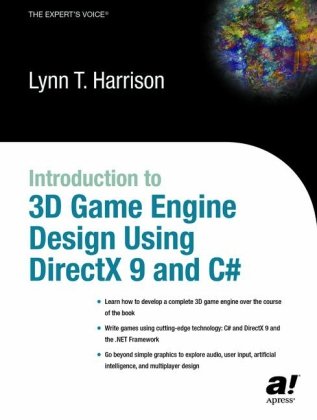 THE EXPERT'S VOICE®
Lynn T. Harrison
Introduction to
3D Game Engine
Design Using
DirectX 9 and C#
• Learn how to develop a complete 3D game engine over the course
of the book
• Write games using cutting-edge technology: C# and DirectX 9 and
the .NET Framework
• Go beyond simple graphics to explore audio, user input, artificial
intelligence, and multiplayer design
a!
Apress®